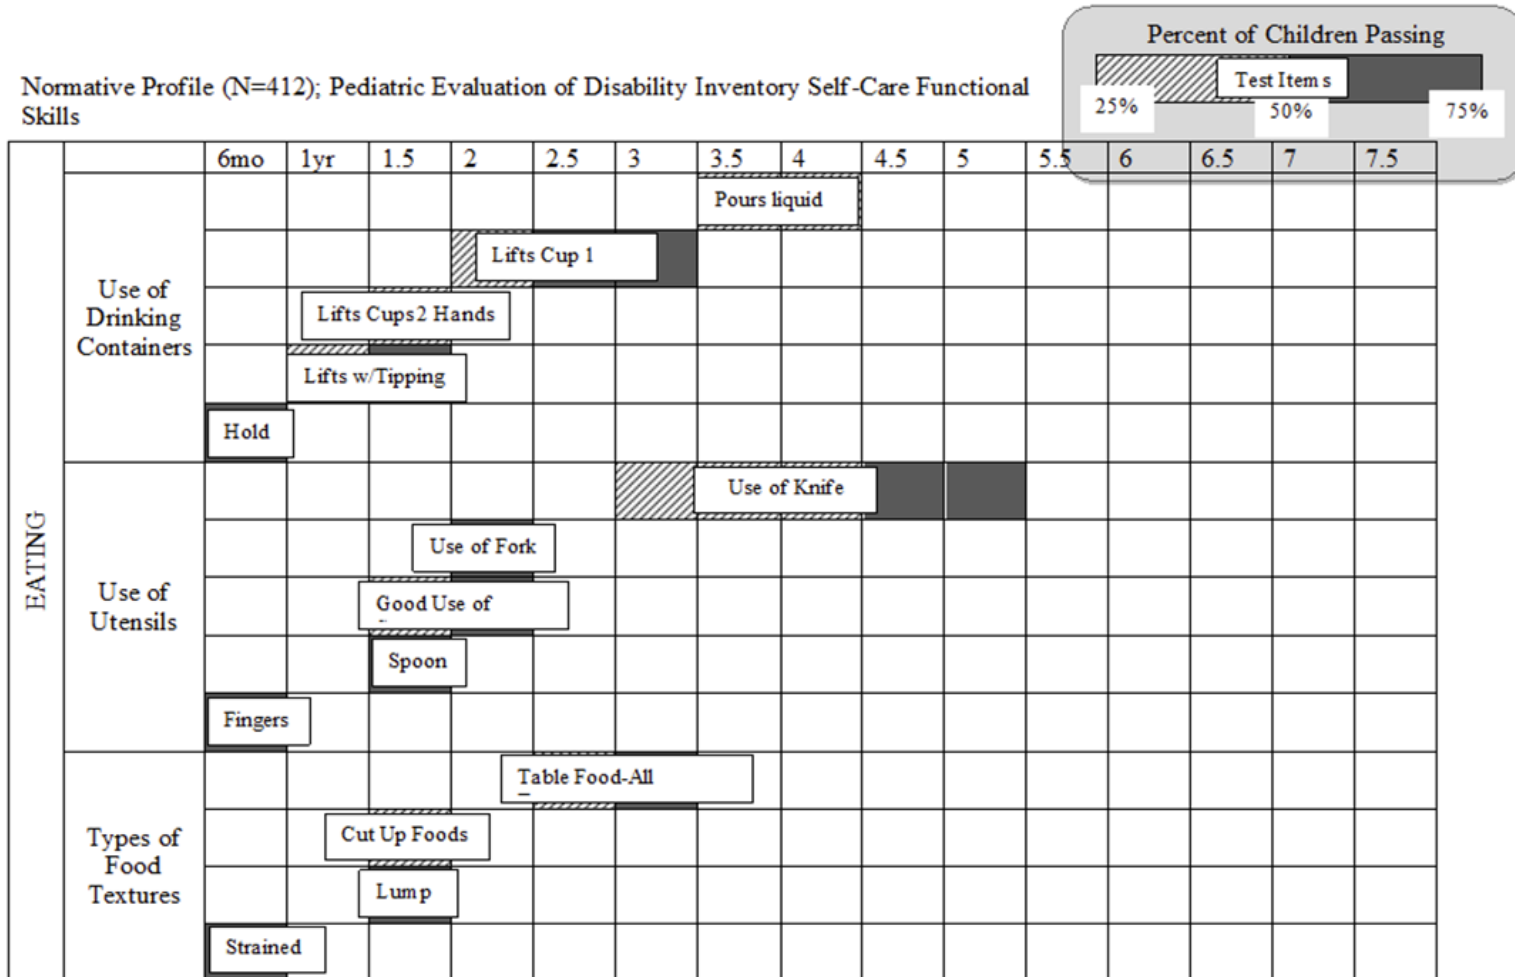 Percent of Children Passing
Test Items
25%
50%
75%
Normative Profile (N=412); Pediatric Evaluation of Disability Inventory Self-Care Functional
Skills
6mo 1yr 1.5 2 2.5 3 3.5 4 4.5 5 5.5 6 6.5 7 7.5
EATING
Use of
Drinking
Containers
Pours liquid
Lifts Cup 1
Lifts Cups2 Hands
Lifts w/Tipping
Hold
Use of
Utensils
Use of Knife
Use of Fork
Good Use of
Spoon
Fingers
Types of
Food
Textures
Table Food-All
Cut Up Foods
Lump
Strained